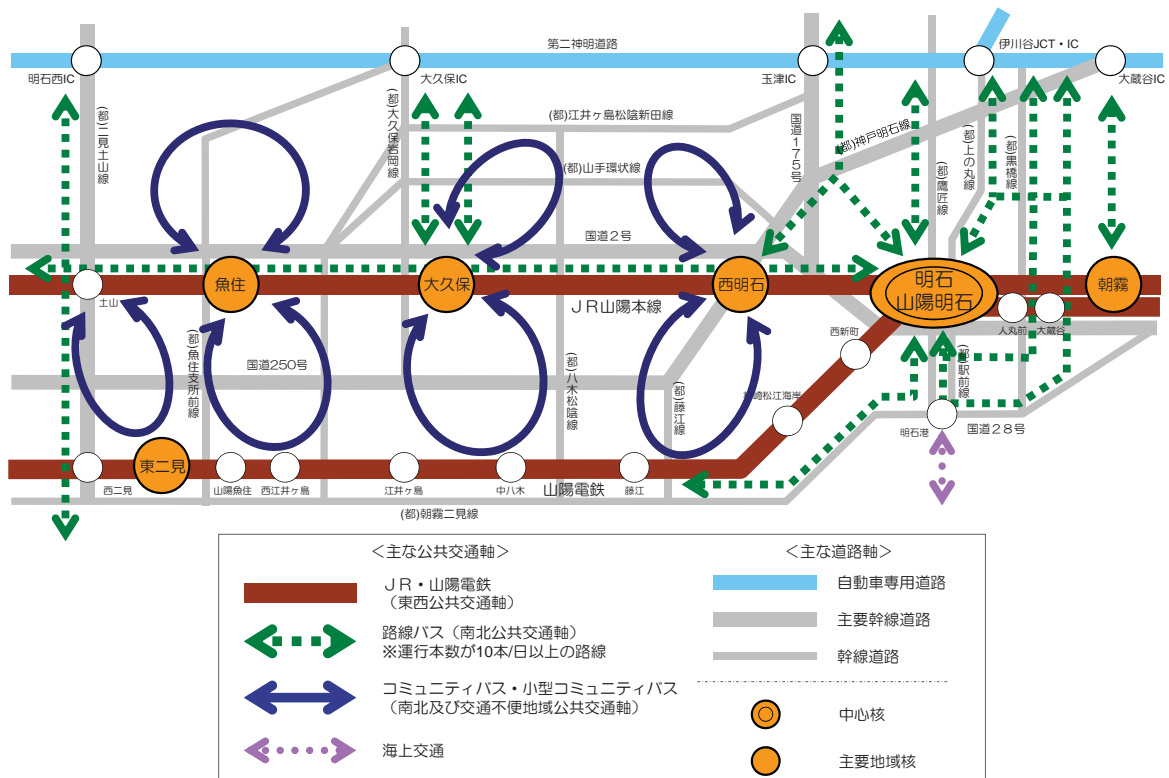 第二神明道路
伊川谷JCT・IC
明石西IC
大久保IC
玉津IC
大蔵谷IC
(都)二見土山線
(都)大久保岩岡線
(都)江井ヶ島松陰新田線
国道175号
(都)神戸明石線
(都)鷹匠線
(都)上の丸線
(都)黒橋線
(都)山手環状線
国道2号
魚住
大久保
西明石
明石
山陽明石
朝霧
土山
JR山陽本線
人丸前
大蔵谷
西新町
(都)魚住支所前線
国道250号
(都)八木松陰線
(都)藤江線
(都)駅前線
松江海岸
明石港
国道28号
東二見
西二見
山陽魚住
西江井ヶ島
江井ヶ島
中八木
山陽電鉄
藤江
(都)朝霧二見線
＜主な公共交通軸＞
ＪＲ・山陽電鉄
（東西公共交通軸）
路線バス（南北公共交通軸）
※運行本数が10本/日以上の路線
コミュニティバス・小型コミュニティバス
（南北及び交通不便地域公共交通軸）
海上交通
＜主な道路軸＞
自動車専用道路
主要幹線道路
幹線道路
中心核
主要地域核